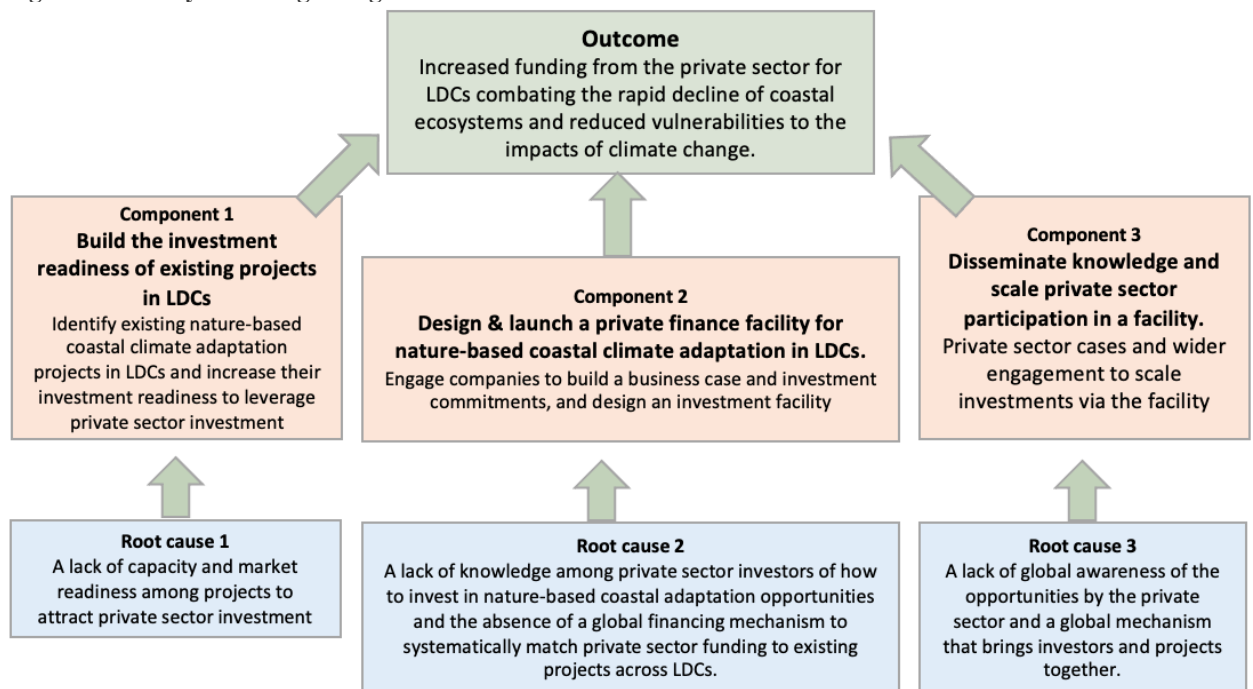 Outcome
Increased funding from the private sector for
LDCs combating the rapid decline of coastal
ecosystems and reduced vulnerabilities to the
impacts of climate change.
Component 1
Build the investment
readiness of existing projects
in LDCs
Identify existing nature-based
coastal climate adaptation
projects in LDCs and increase their
investment readiness to leverage
private sector investment
Component 2
Design & launch a private finance facility for
nature-based coastal climate adaptation in LDCs.
Engage companies to build a business case and investment
commitments, and design an investment facility
Component 3
Disseminate knowledge and
scale private sector
participation in a facility.
Private sector cases and wider
engagement to scale
investments via the facility
Root cause 1
A lack of capacity and market
readiness among projects to
attract private sector investment
Root cause 2
A lack of knowledge among private sector investors of how
to invest in nature-based coastal adaptation opportunities
and the absence of a global financing mechanism to
systematically match private sector funding to existing
projects across LDCs.
Root cause 3
A lack of global awareness of the
opportunities by the private
sector and a global mechanism
that brings investors and projects
together.